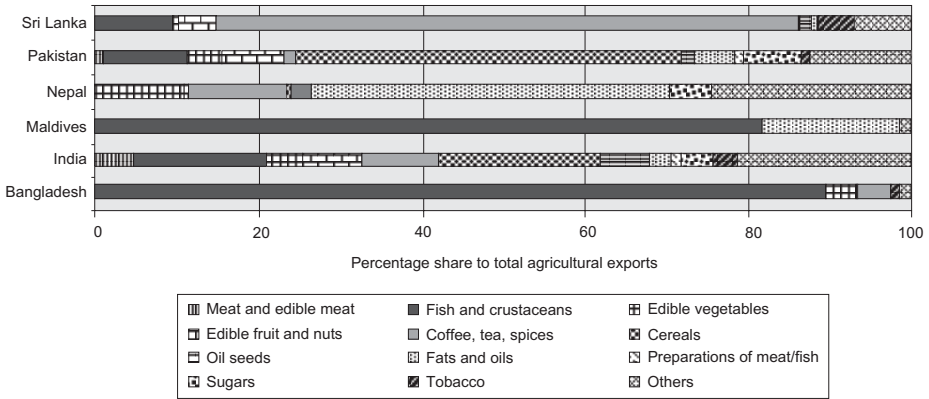 Sri Lanka
Pakistan
Nepal
Maldives
India
Bangladesh
0 20 40 60 80 100
Percentage share to total agricultural exports
Meat and edible meat Fish and crustaceans Edible vegetables
Edible fruit and nuts Coffee, tea, spices Cereals
Oil seeds Fats and oils Preparations of meat/fish
Sugars Tobacco Others